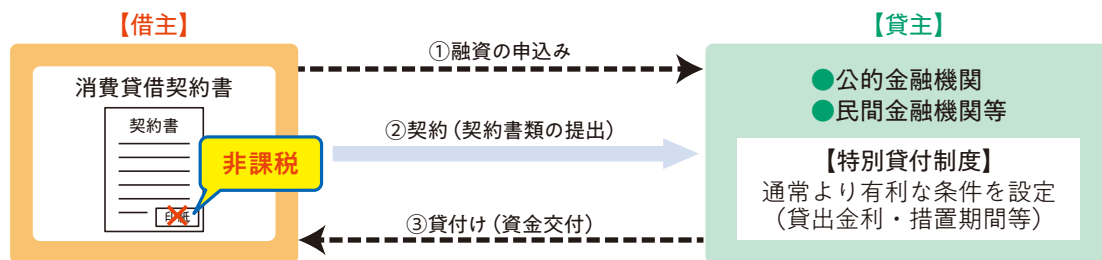 【借主】
消費貸借契約書
契約書
印紙
非課税
①融資の申込み
②契約（契約書類の提出）
③貸付け（資金交付）
【貸主】
●公的金融機関
●民間金融機関等
【特別貸付制度】
通常より有利な条件を設定
（貸出金利・措置期間等）